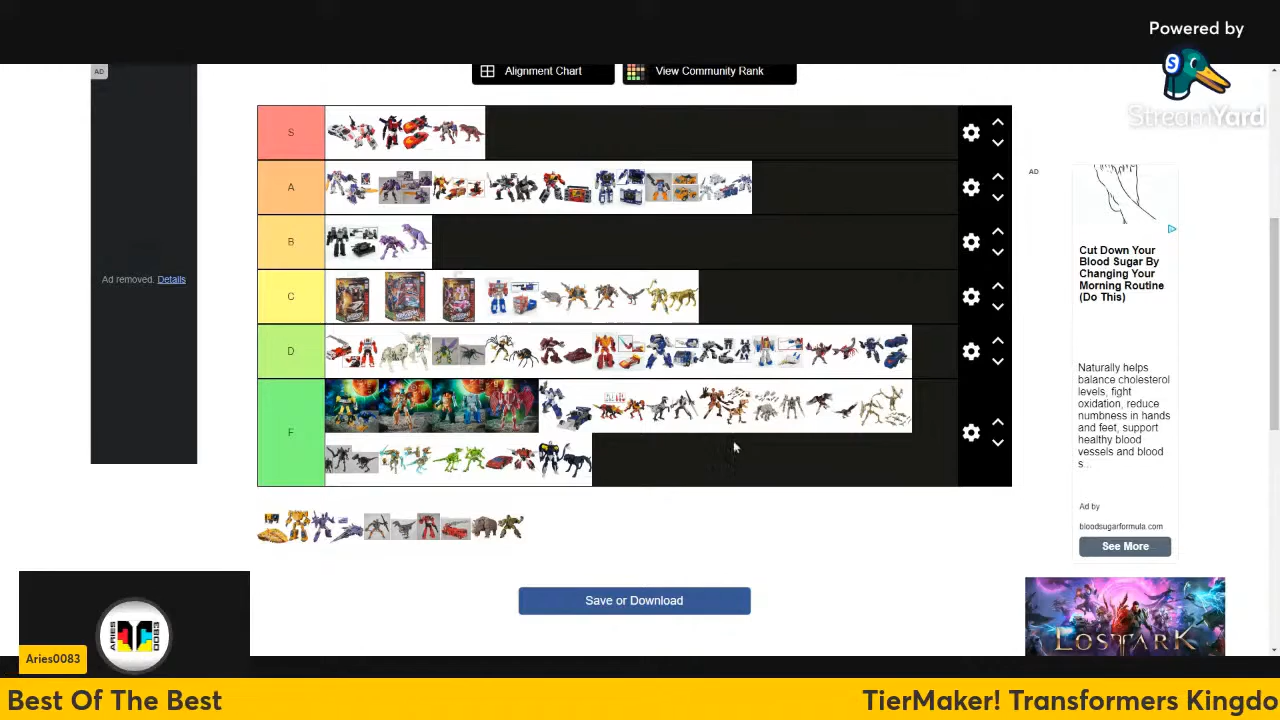 Powered by
StreamYard
AD
Alignment Chart
View Community Rank
S
A
B
C
D
F
Ad removed. Details
AD
Cut Down Your
Blood Sugar By
Changing Your
Morning Routine
(Do This)
Naturally helps
balance cholesterol
levels, fight
oxidation, reduce
numbness in hands
and feet, support
healthy blood
vessels and blood
s...
Ad by
bloodsugarformula.com
See More
Save or Download
LOST ARK
ARIES
0083
Aries0083
Best Of The Best
TierMaker! Transformers Kingdo